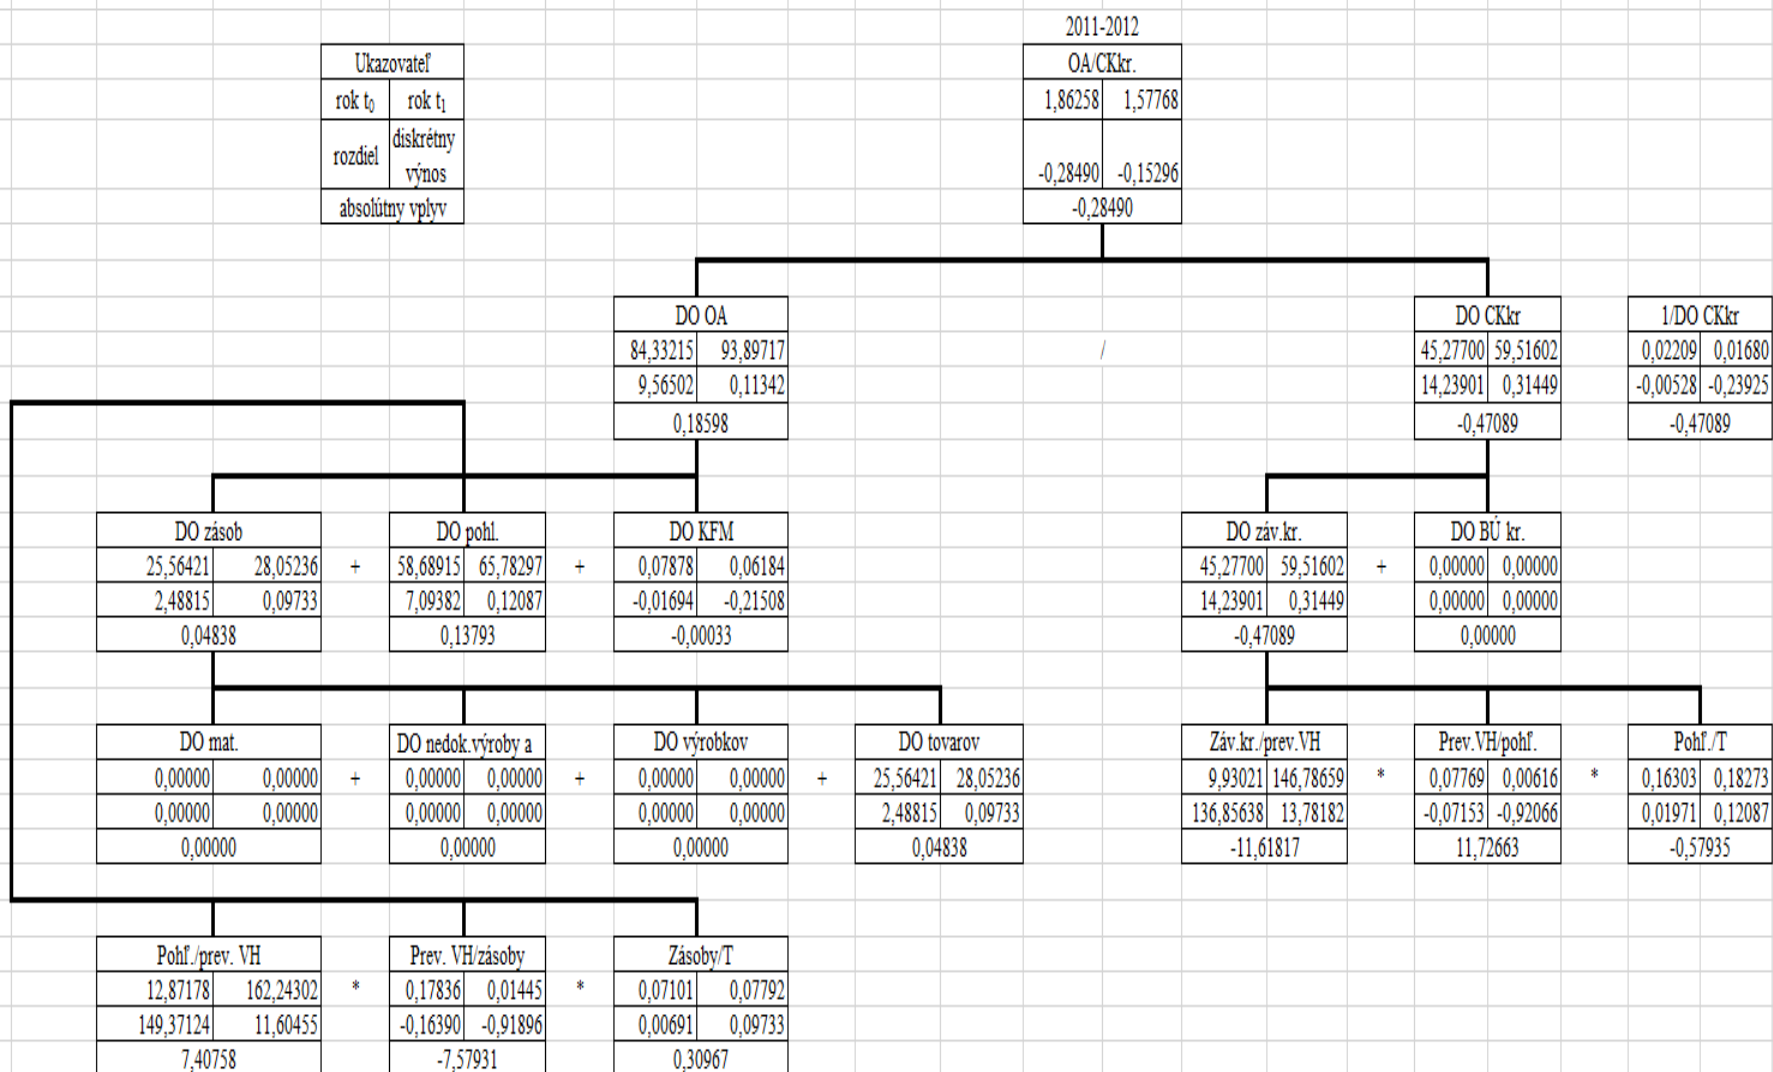 2011-2012
Ukazovateľ
OA/CKkr.
rok t₀ rok t₁
1,86258 1,57768
rozdiel diskrétny výnos
-0,28490 -0,15296
absolútny vplyv
-0,28490
DO OA
DO CKkr
1/DO CKkr
84,33215 93,89717
/
45,27700 59,51602
0,02209 0,01680
9,56502 0,11342
14,23901 0,31449
-0,00528 -0,23925
0,18598
-0,47089
-0,47089
DO zásob
DO pohl.
DO KFM
DO záv.kr.
DO BÚ kr.
25,56421 28,05236 + 58,68915 65,78297 + 0,07878 0,06184
45,27700 59,51602 + 0,00000 0,00000
2,48815 0,09733
7,09382 0,12087
-0,01694 -0,21508
14,23901 0,31449
0,00000 0,00000
0,04838
0,13793
-0,00033
-0,47089
0,00000
DO mat.
DO nedok.výroby a
DO výrobkov
DO tovarov
Záv.kr./prev.VH
Prev.VH/pohľ.
Pohľ./T
0,00000 0,00000 + 0,00000 0,00000 + 0,00000 0,00000 + 25,56421 28,05236
9,93021 146,78659 * 0,07769 0,00616 * 0,16303 0,18273
0,00000 0,00000
0,00000 0,00000
0,00000 0,00000
2,48815 0,09733
136,85638 13,78182
-0,07153 -0,92066
0,01971 0,12087
0,00000
0,00000
0,00000
0,04838
-11,61817
11,72663
-0,57935
Pohľ./prev. VH
Prev. VH/zásoby
Zásoby/T
12,87178 162,24302 * 0,17836 0,01445 * 0,07101 0,07792
149,37124 11,60455
-0,16390 -0,91896
0,00691 0,09733
7,40758
-7,57931
0,30967